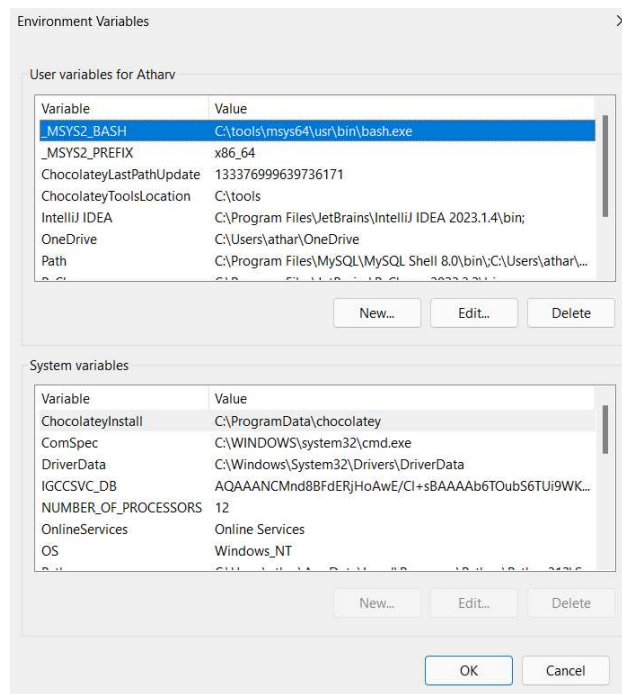 Environment Variables
User variables for Atharv
Variable Value
_MSYS2_BASH C:\tools\msys64\usr\bin\bash.exe
_MSYS2_PREFIX x86_64
ChocolateyLastPathUpdate 133376999639736171
ChocolateyToolsLocation C:\tools
IntelliJ IDEA C:\Program Files\JetBrains\IntelliJ IDEA 2023.1.4\bin;
OneDrive C:\Users\athar\OneDrive
Path C:\Program Files\MySQL\MySQL Shell 8.0\bin\;C:\Users\athar\...
New... Edit... Delete
System variables
Variable Value
ChocolateyInstall C:\ProgramData\chocolatey
ComSpec C:\WINDOWS\system32\cmd.exe
DriverData C:\Windows\System32\Drivers\DriverData
IGCCSVC_DB AQAAANCMnd8BFdERjHoAwE/Cl+sBAAAAb6TOubS6TUi9WK...
NUMBER_OF_PROCESSORS 12
OnlineServices Online Services
OS Windows_NT
New... Edit... Delete
OK Cancel